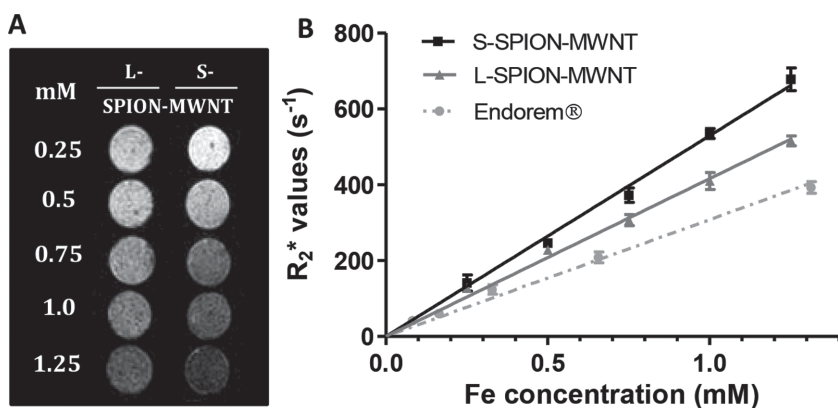 A
mM
L- S-
SPION-MWNT
0.25
0.5
0.75
1.0
1.25
B
R₂* values (s⁻¹)
800
600
400
200
0
S-SPION-MWNT
L-SPION-MWNT
Endorem®
0.0 0.5 1.0
Fe concentration (mM)